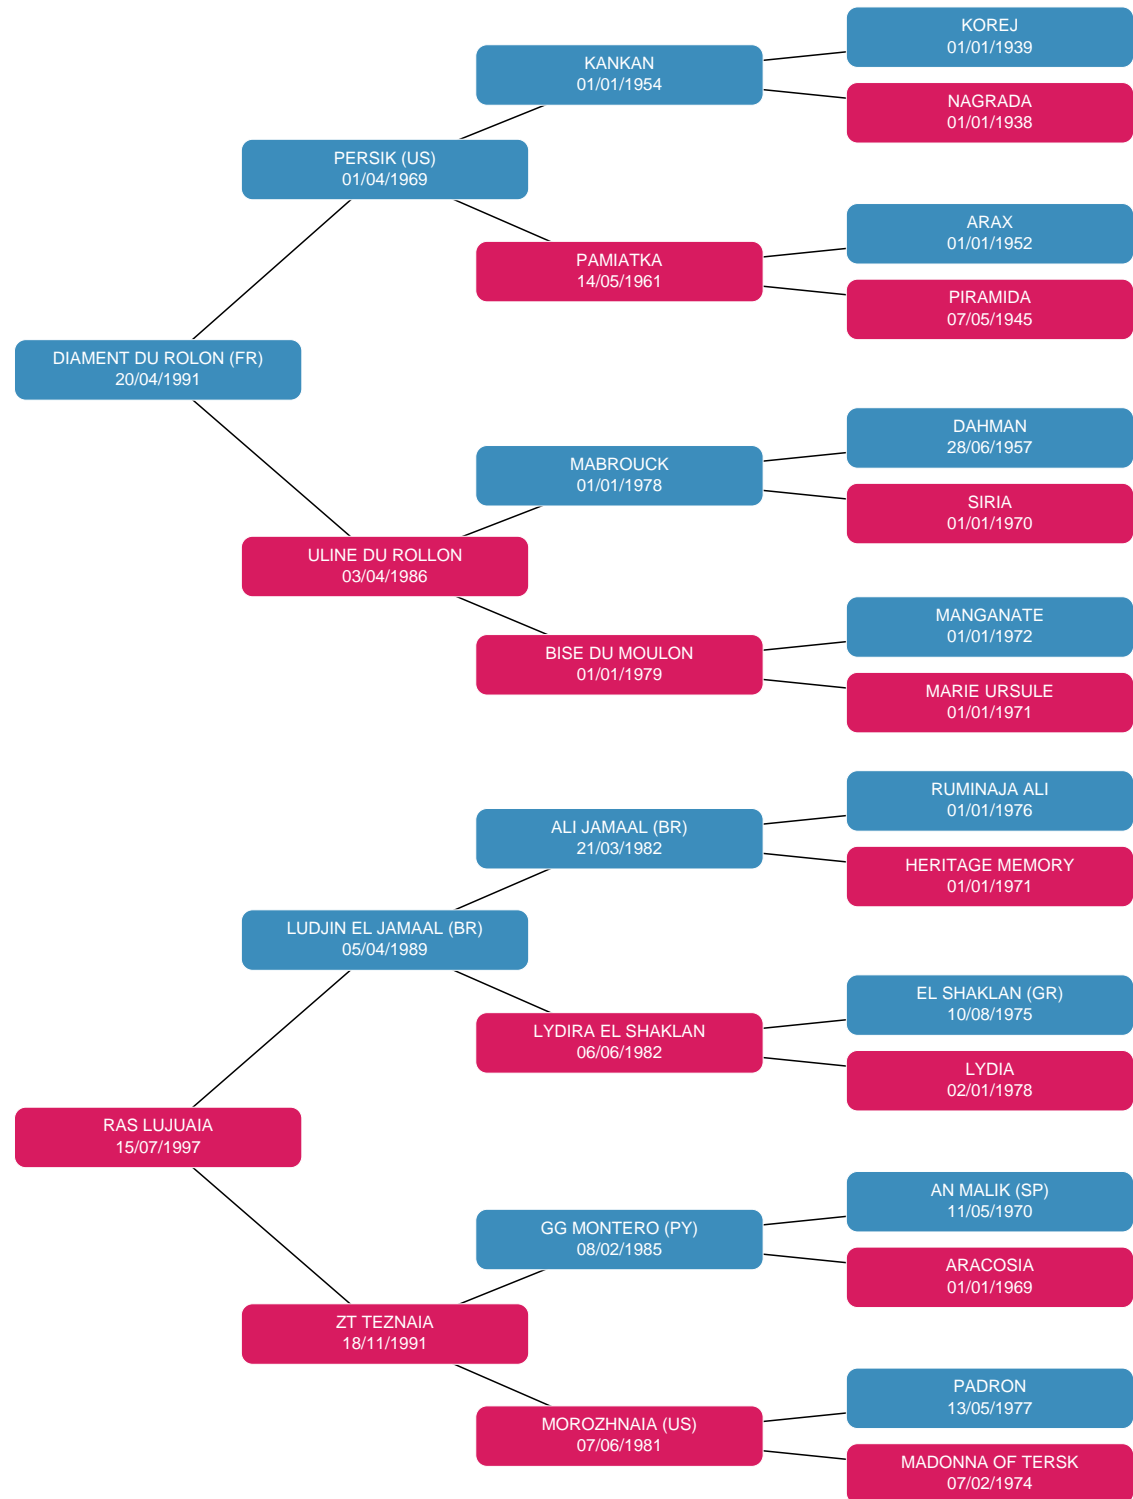 KOREJ
01/01/1939
KANKAN
01/01/1954
NAGRADA
01/01/1938
PERSIK (US)
01/04/1969
ARAX
01/01/1952
PAMIATKA
14/05/1961
PIRAMIDA
07/05/1945
DIAMENT DU ROLON (FR)
20/04/1991
DAHMAN
28/06/1957
MABROUCK
01/01/1978
SIRIA
01/01/1970
ULINE DU ROLLON
03/04/1986
MANGANATE
01/01/1972
BISE DU MOULON
01/01/1979
MARIE URSULE
01/01/1971
RUMINAJA ALI
01/01/1976
ALI JAMAAL (BR)
21/03/1982
HERITAGE MEMORY
01/01/1971
LUDJIN EL JAMAAL (BR)
05/04/1989
EL SHAKLAN (GR)
10/08/1975
LYDIRA EL SHAKLAN
06/06/1982
LYDIA
02/01/1978
RAS LUJUAIA
15/07/1997
AN MALIK (SP)
11/05/1970
GG MONTERO (PY)
08/02/1985
ARACOSIA
01/01/1969
ZT TEZNAIA
18/11/1991
PADRON
13/05/1977
MOROZHNAIA (US)
07/06/1981
MADONNA OF TERSK
07/02/1974